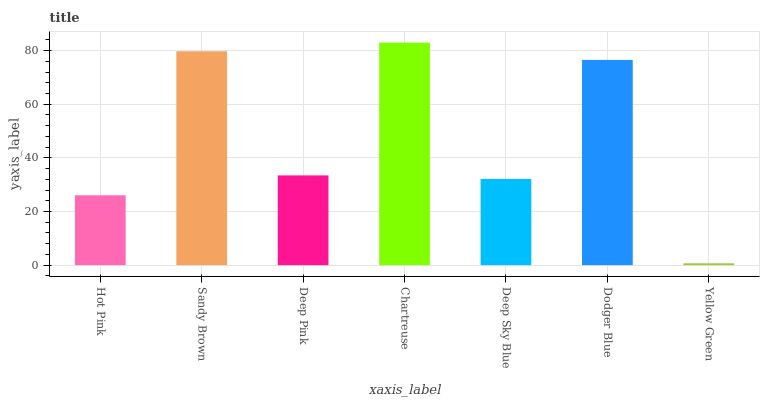 title
yaxis_label
80
60
40
20
0
Hot Pink
Sandy Brown
Deep Pink
Chartreuse
Deep Sky Blue
Dodger Blue
Yellow Green
xaxis_label